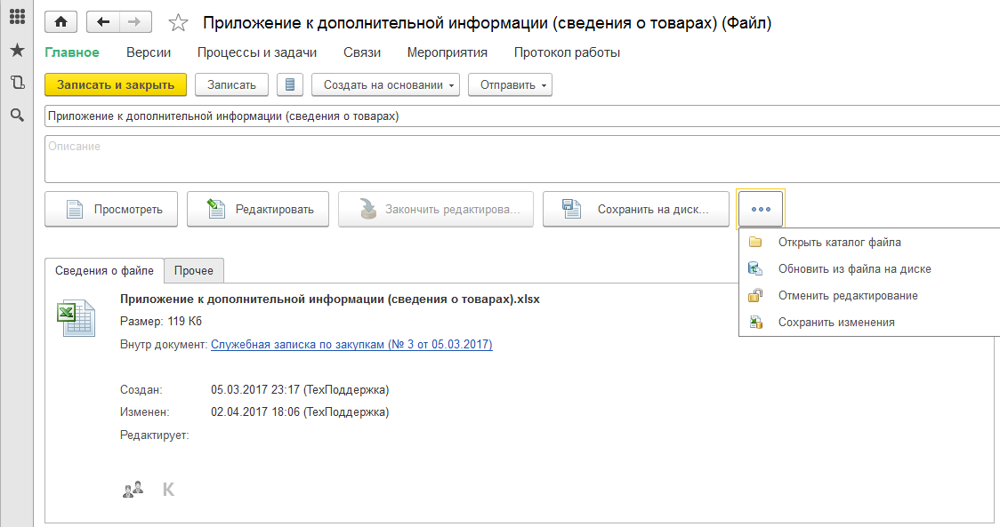 Приложение к дополнительной информации (сведения о товарах) (Файл)
Главное Версии Процессы и задачи Связи Мероприятия Протокол работы
Записать и закрыть Записать Создать на основании Отправить
Приложение к дополнительной информации (сведения о товарах)
Описание
Просмотреть Редактировать Закончить редактирова... Сохранить на диск...
Открыть каталог файла
Обновить из файла на диске
Отменить редактирование
Сохранить изменения
Сведения о файле Прочее
Приложение к дополнительной информации (сведения о товарах).xlsx
Размер: 119 Кб
Внутр документ: Служебная записка по закупкам (№ 3 от 05.03.2017)
Создан: 05.03.2017 23:17 (ТехПоддержка)
Изменен: 02.04.2017 18:06 (ТехПоддержка)
Редактирует:
К